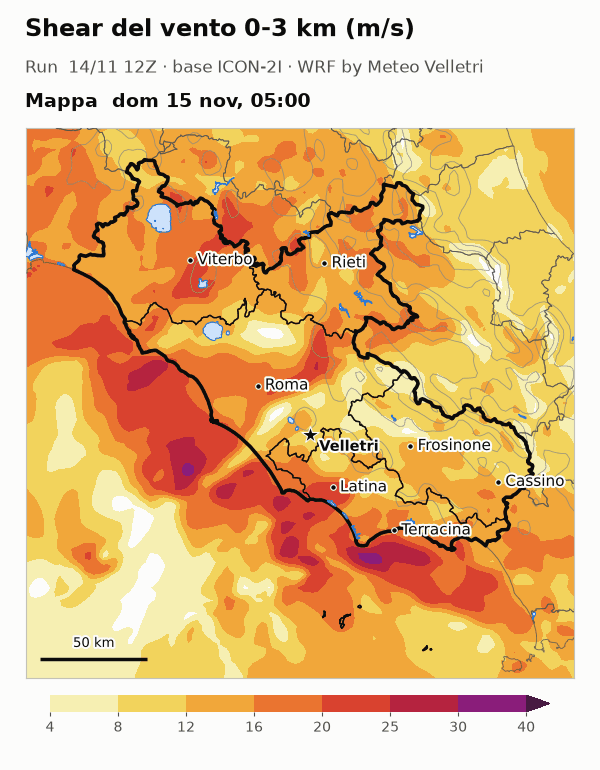 Shear del vento 0-3 km (m/s)
Run  14/11 12Z · base ICON-2I · WRF by Meteo Velletri
Mappa  dom 15 nov, 05:00
Viterbo
Rieti
Roma
Velletri
Frosinone
Cassino
Latina
Terracina
50 km
4 8 12 16 20 25 30 40